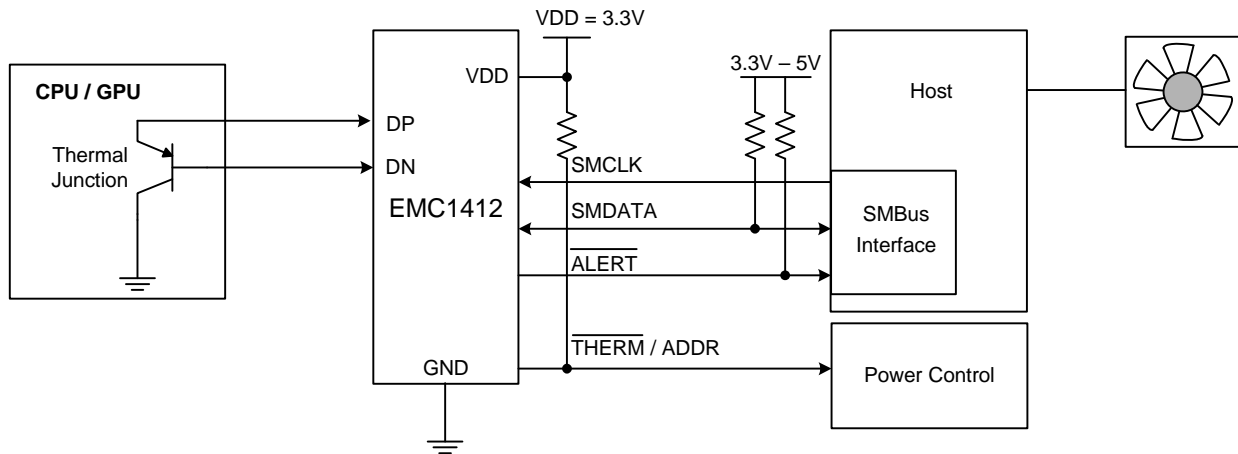 VDD = 3.3V
VDD
3.3V – 5V
CPU / GPU
Host
DP
Thermal
Junction
DN
SMCLK
EMC1412
SMDATA
SMBus
Interface
ALERT
THERM / ADDR
GND
Power Control